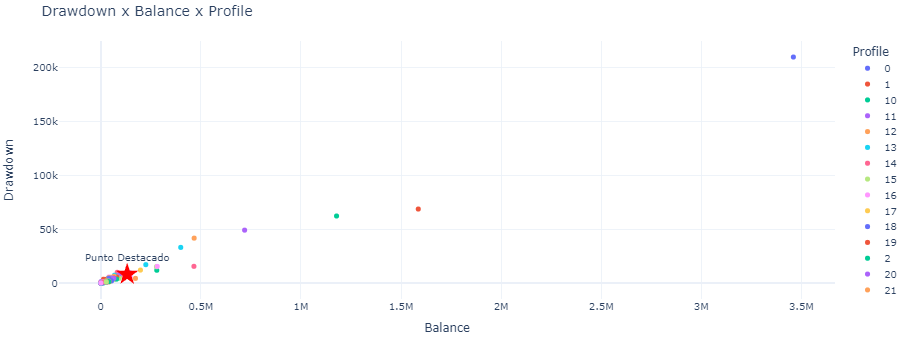 Drawdown x Balance x Profile
Drawdown
200k
150k
100k
50k
0
Punto Destacado
0
0.5M
1M
1.5M
2M
2.5M
3M
3.5M
Balance
Profile
0
1
10
11
12
13
14
15
16
17
18
19
2
20
21